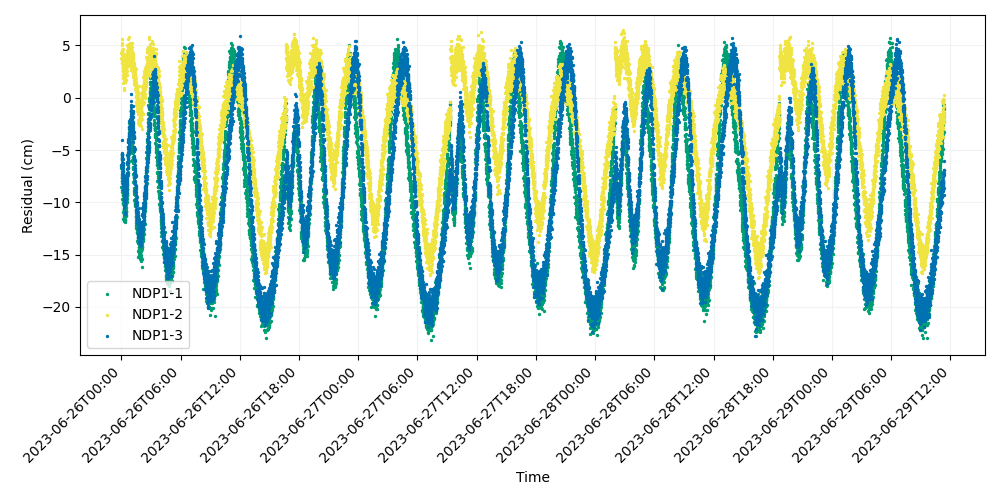 5
0
−5
−10
−15
−20
Residual (cm)
NDP1-1
NDP1-2
NDP1-3
2023-06-26T00:00
2023-06-26T06:00
2023-06-26T12:00
2023-06-26T18:00
2023-06-27T00:00
2023-06-27T06:00
2023-06-27T12:00
2023-06-27T18:00
2023-06-28T00:00
2023-06-28T06:00
2023-06-28T12:00
2023-06-28T18:00
2023-06-29T00:00
2023-06-29T06:00
2023-06-29T12:00
Time